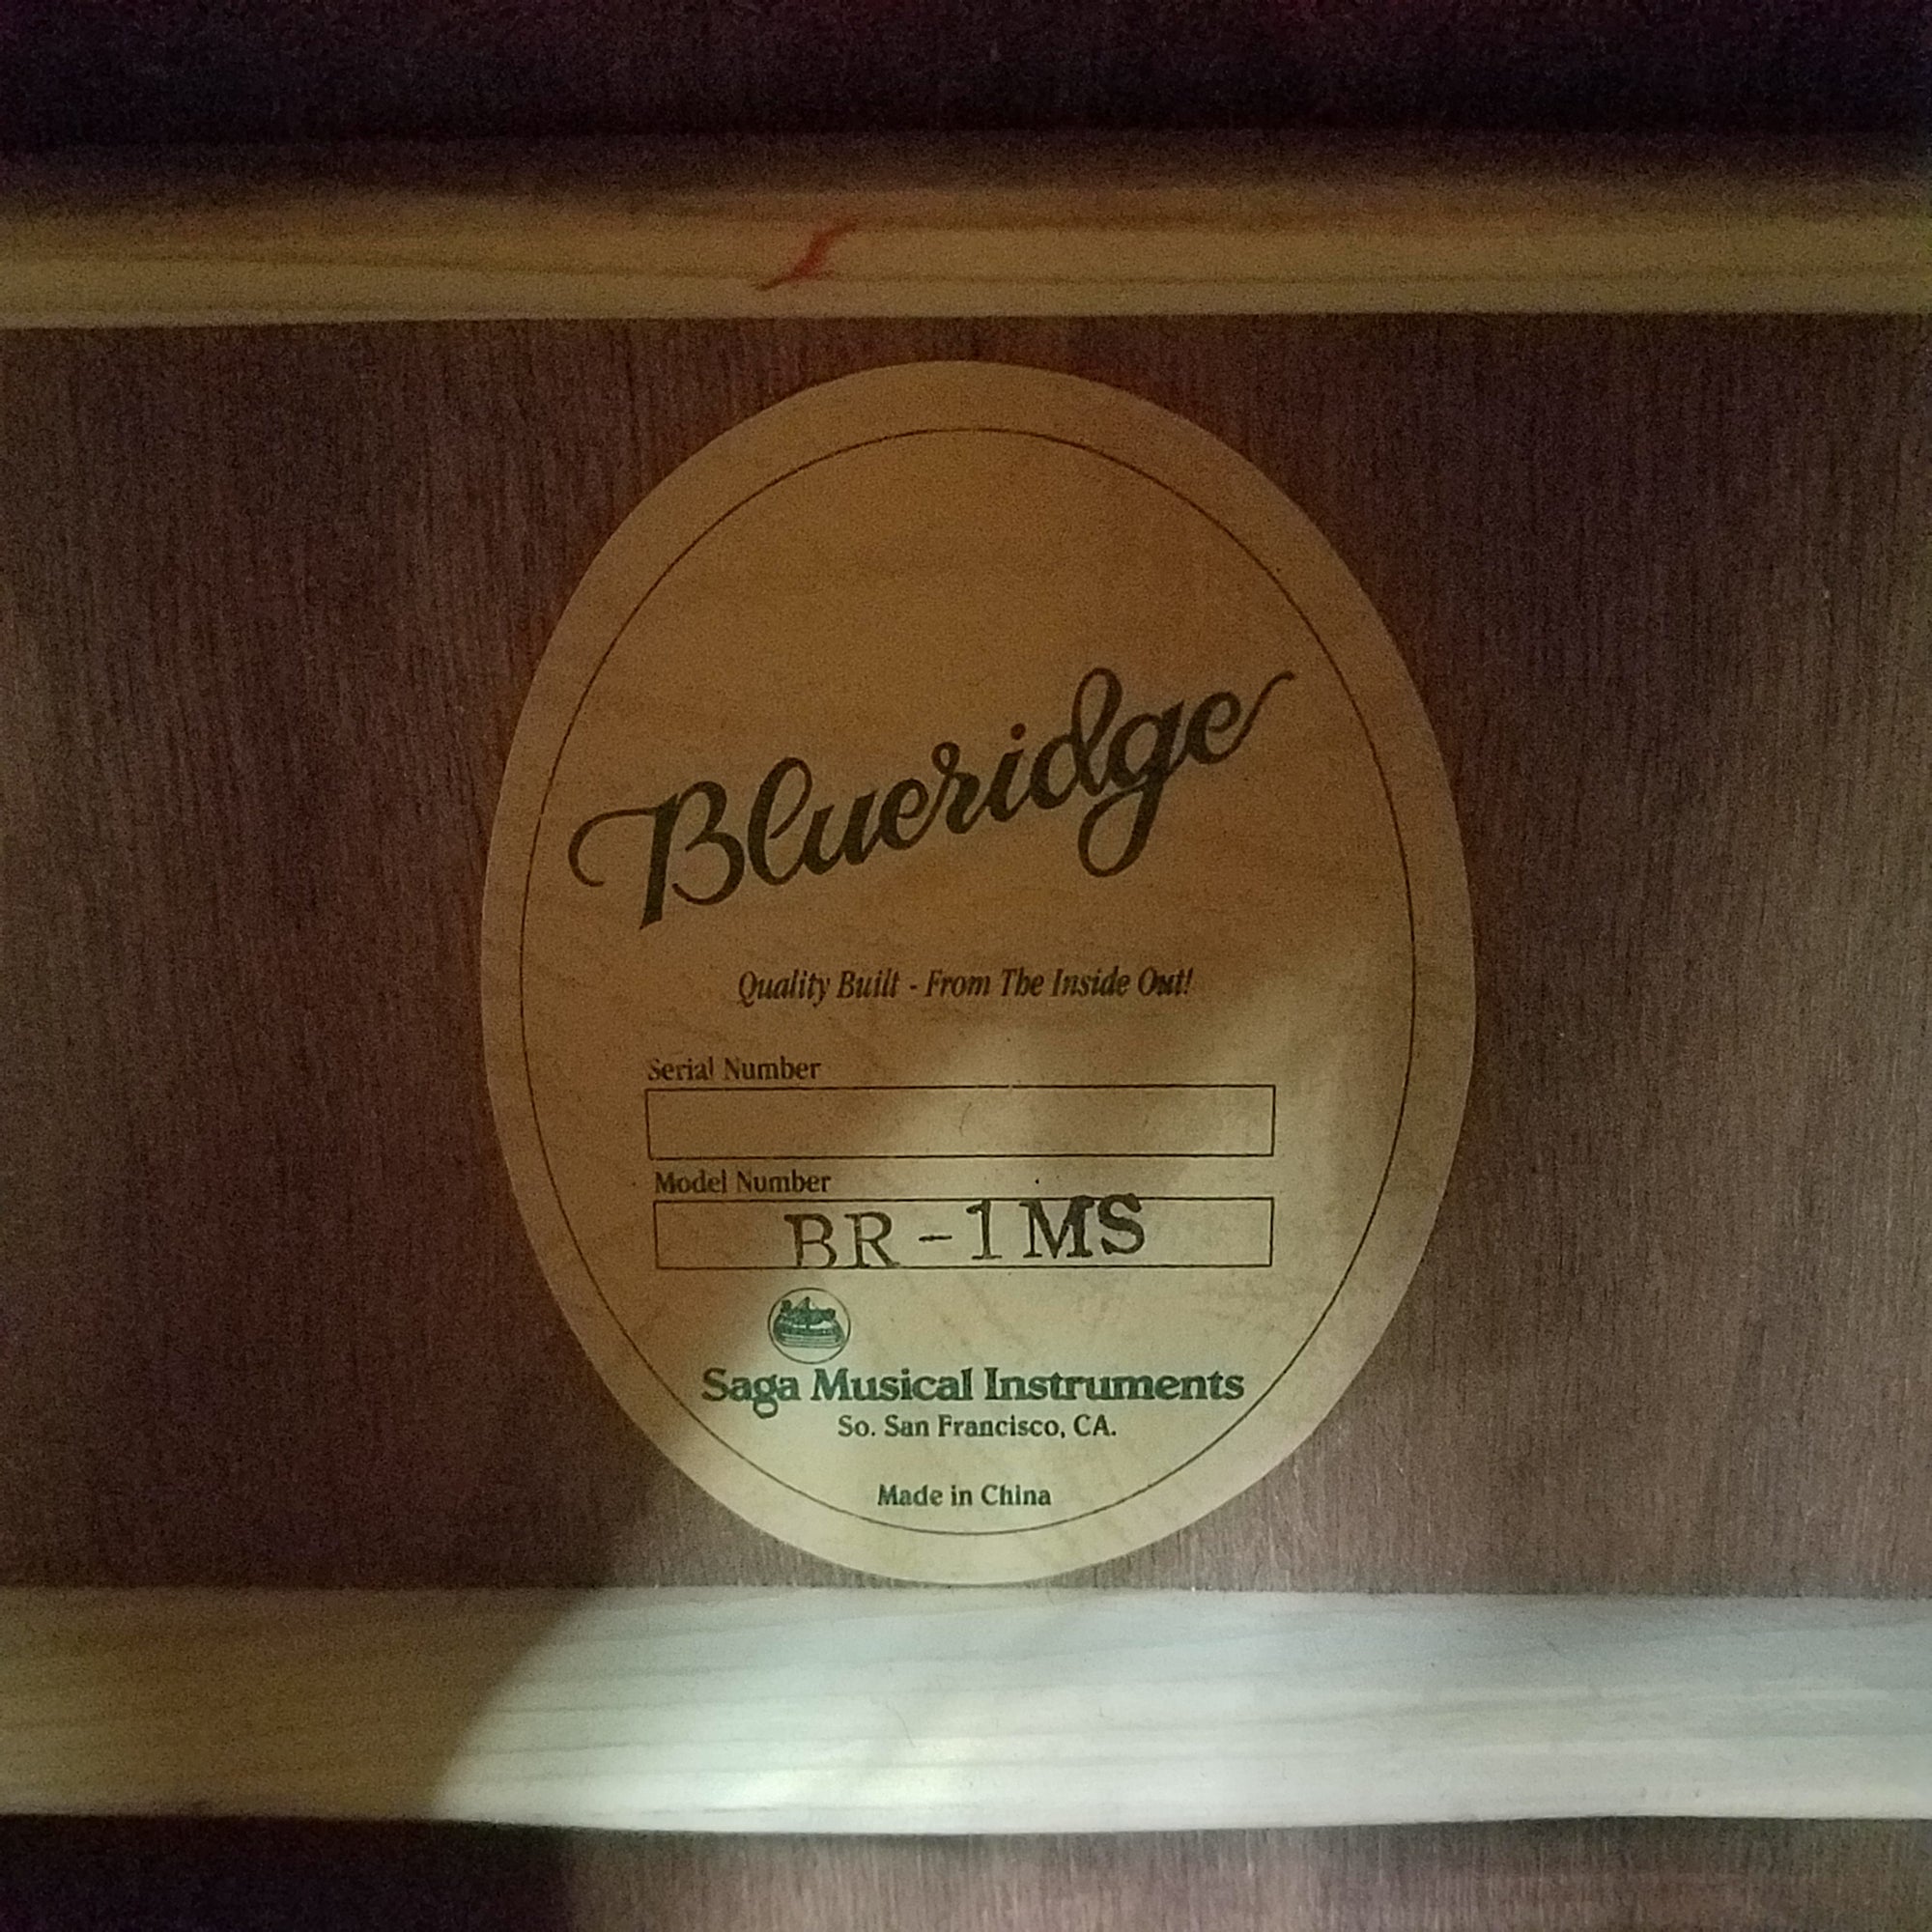 Blueridge
Quality Built - From The Inside Out!
Serial Number
Model Number
BR-1MS
Saga Musical Instruments
So. San Francisco, CA.
Made in China